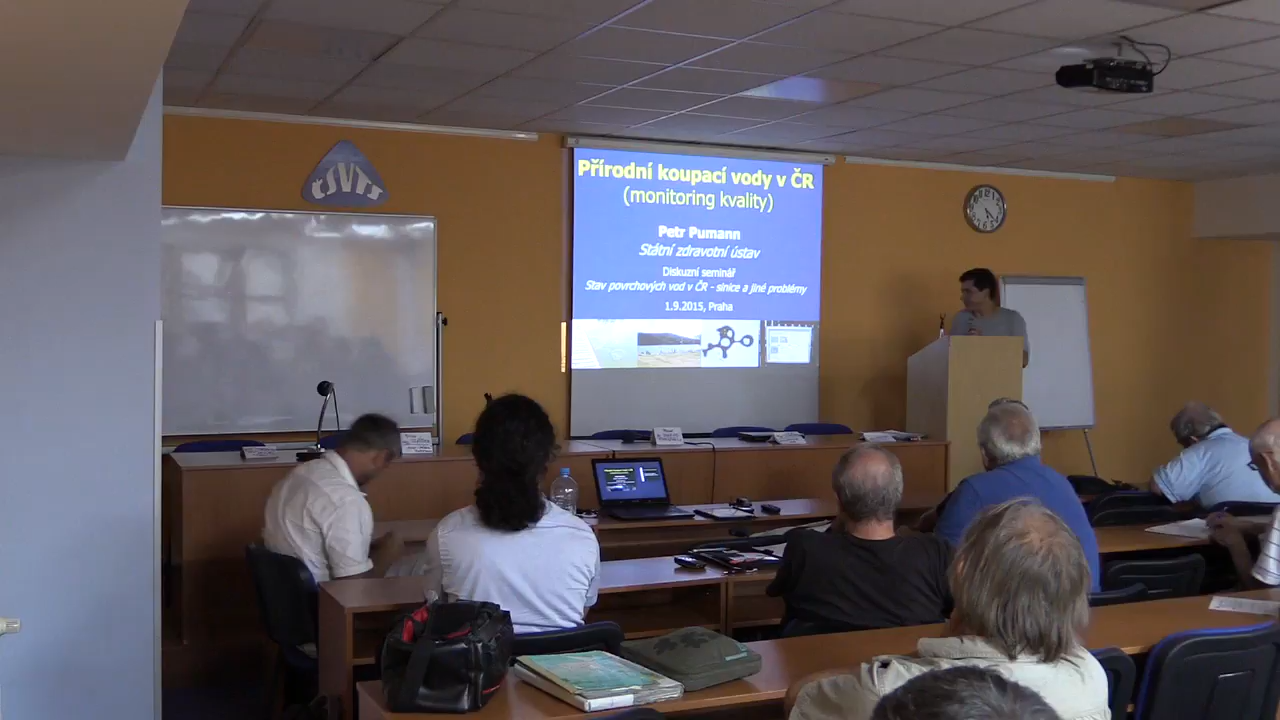 ČSVTS
Přírodní koupací vody v ČR
(monitoring kvality)
Petr Pumann
Státní zdravotní ústav
Diskuzní seminář
Stav povrchových vod v ČR - sinice a jiné problémy
1.9.2015, Praha